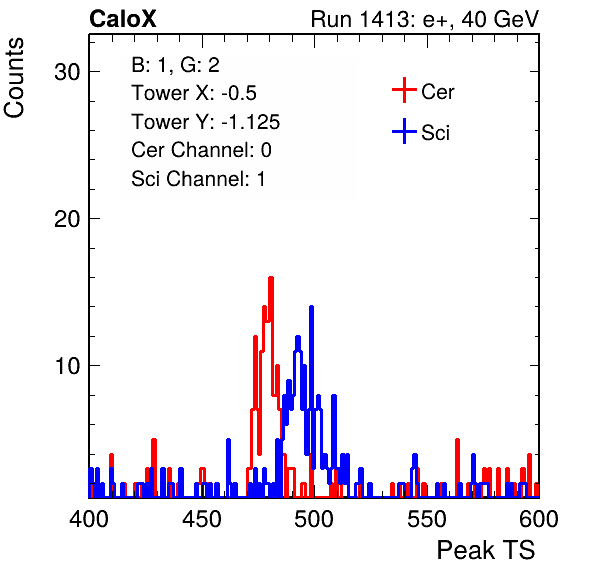 CaloX Run 1413: e+, 40 GeV
Counts
30
20
10
B: 1, G: 2
Tower X: -0.5
Tower Y: -1.125
Cer Channel: 0
Sci Channel: 1
Cer
Sci
400 450 500 550 600
Peak TS